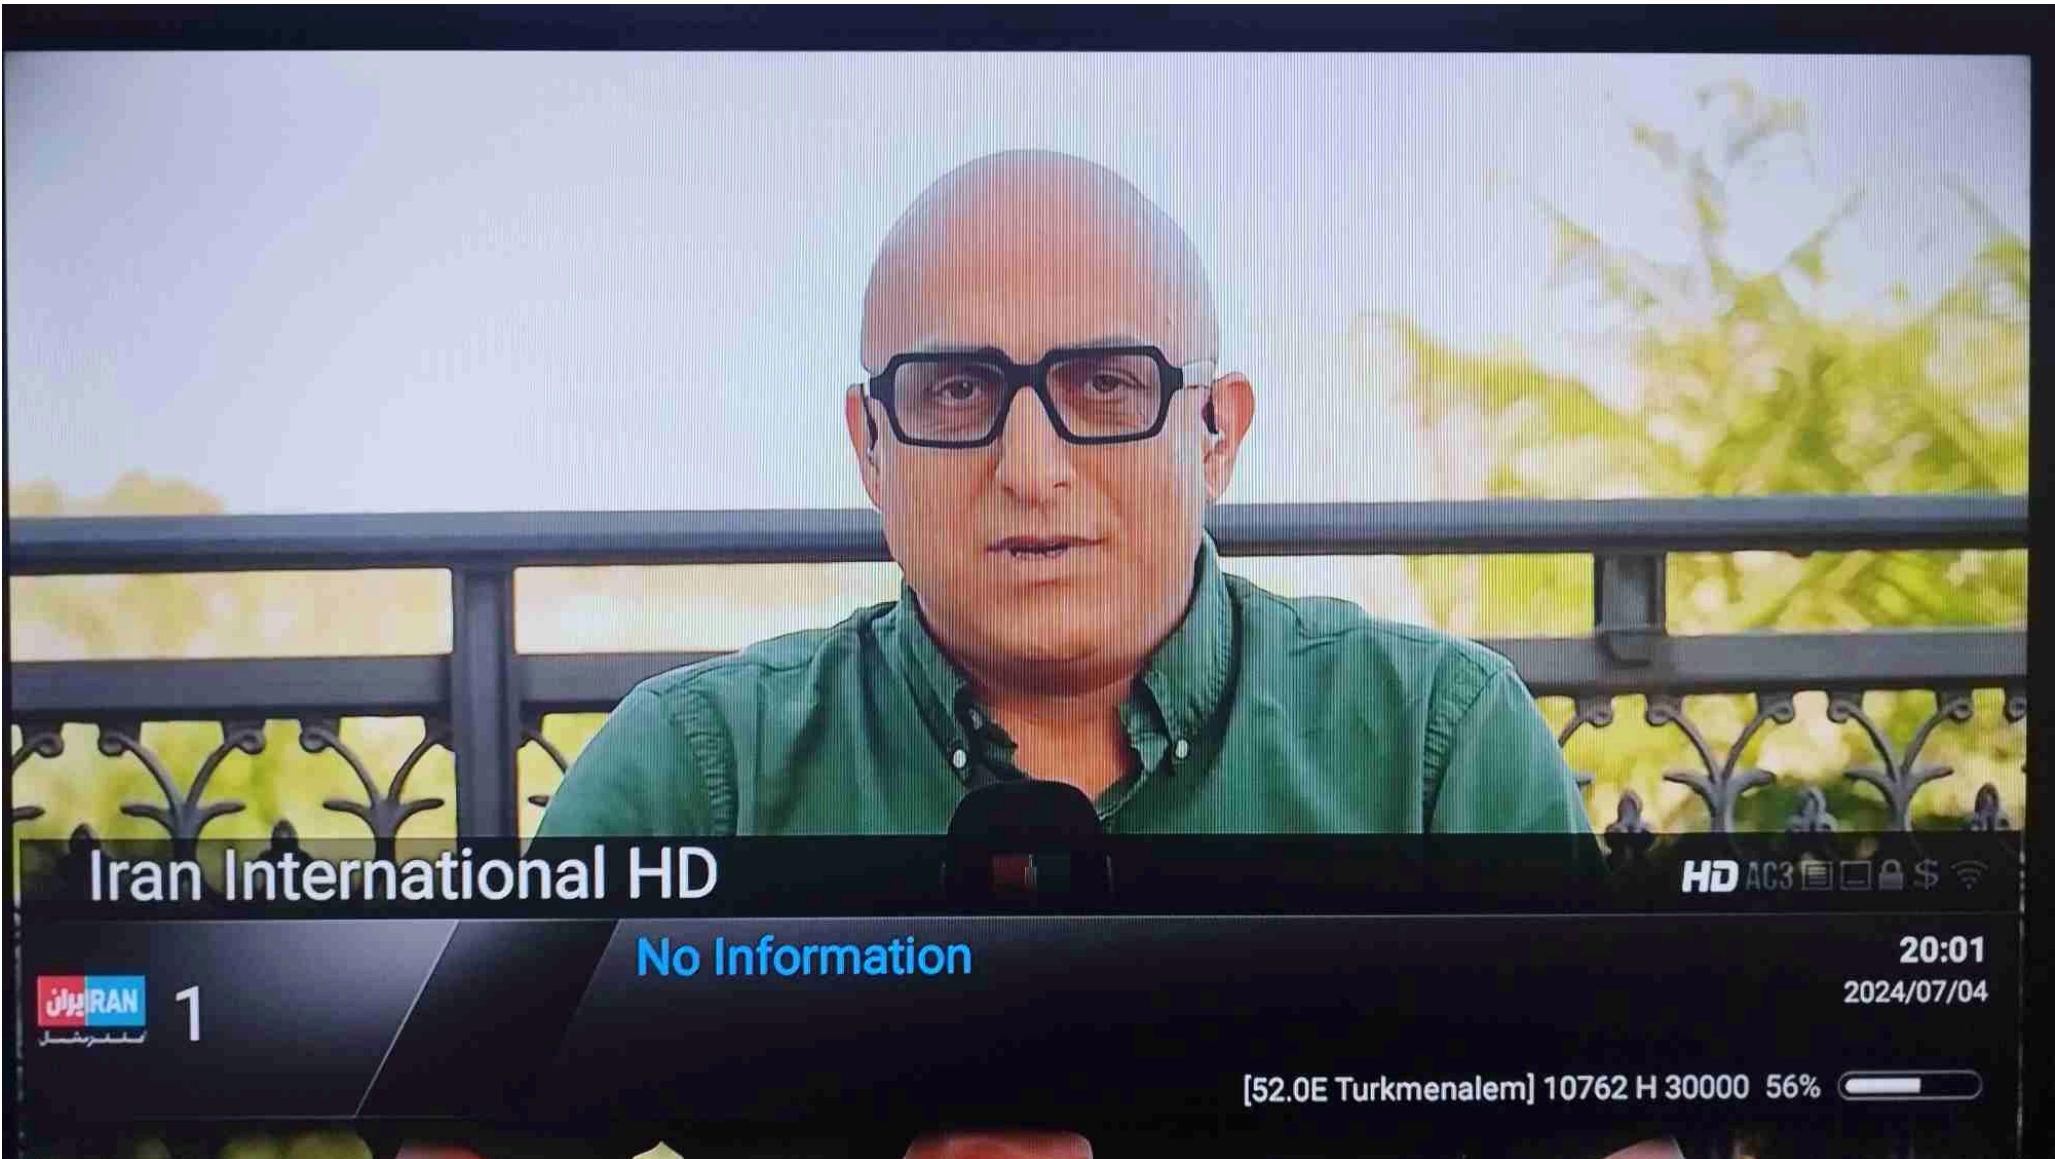 Iran International HD
HD AC3 $
No Information
20:01
2024/07/04
ایران IRAN
اینترنشنال
1
[52.0E Turkmenalem] 10762 H 30000 56%